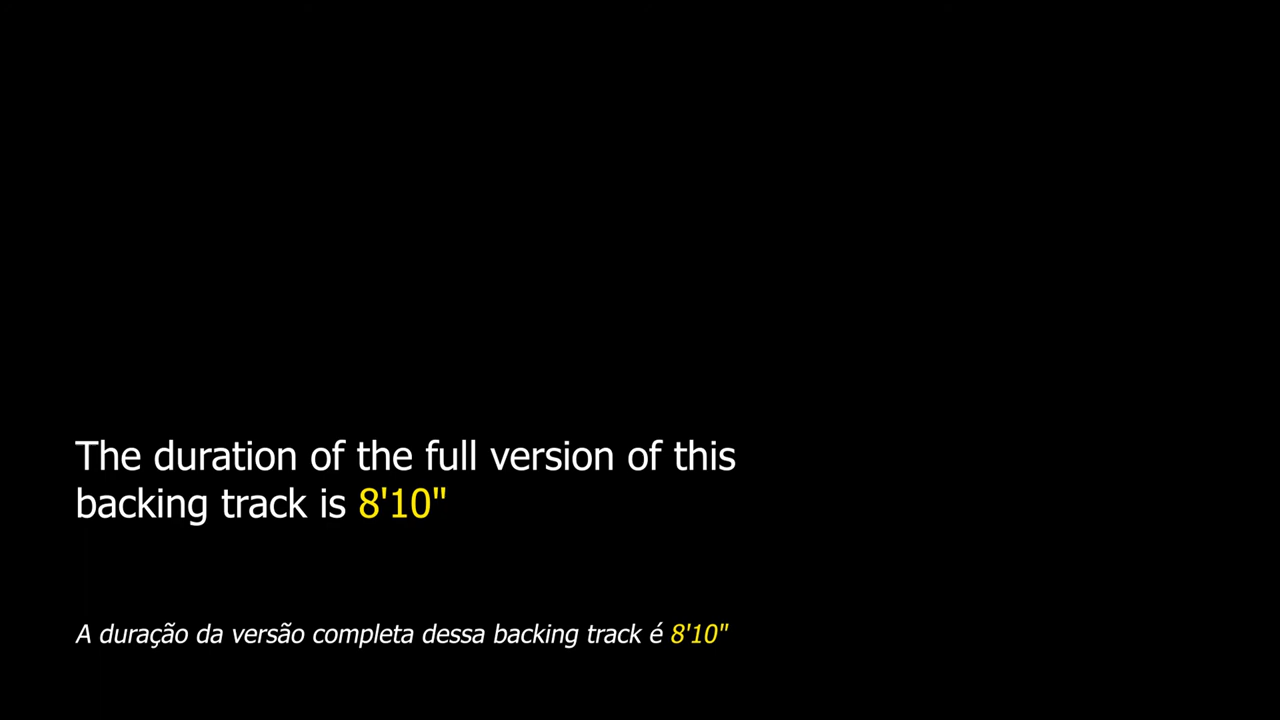 The duration of the full version of this
backing track is 8'10"
A duração da versão completa dessa backing track é 8'10"